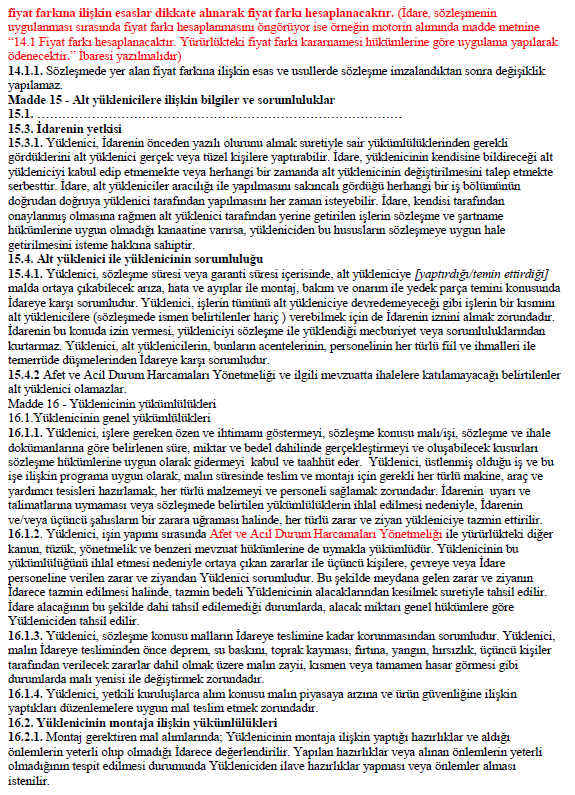 fiyat farkına ilişkin esaslar dikkate alınarak fiyat farkı hesaplanacaktır. (İdare, sözleşmenin
uygulanması sırasında fiyat farkı hesaplanmasını öngörüyor ise örneğin motorin alımında madde metnine
“14.1 Fiyat farkı hesaplanacaktır. Yürürlükteki fiyat farkı kararnamesi hükümlerine göre uygulama yapılarak
ödenecektir.” İbaresi yazılmalıdır)
14.1.1. Sözleşmede yer alan fiyat farkına ilişkin esas ve usullerde sözleşme imzalandıktan sonra değişiklik
yapılamaz.
Madde 15 - Alt yüklenicilere ilişkin bilgiler ve sorumluluklar
15.1. ……………………………………………………………………
15.3. İdarenin yetkisi
15.3.1. Yüklenici, İdarenin önceden yazılı olurunu almak suretiyle sair yükümlülüklerinden gerekli
gördüklerini alt yüklenici gerçek veya tüzel kişilere yaptırabilir. İdare, yüklenicinin kendisine bildireceği alt
yükleniciyi kabul edip etmemekte veya herhangi bir zamanda alt yüklenicinin değiştirilmesini talep etmekte
serbesttir. İdare, alt yükleniciler aracılığı ile yapılmasını sakıncalı gördüğü herhangi bir iş bölümünün
doğrudan doğruya yüklenici tarafından yapılmasını her zaman isteyebilir. İdare, kendisi tarafından
onaylanmış olmasına rağmen alt yüklenici tarafından yerine getirilen işlerin sözleşme ve şartname
hükümlerine uygun olmadığı kanaatine varırsa, yükleniciden bu hususların sözleşmeye uygun hale
getirilmesini isteme hakkına sahiptir.
15.4. Alt yüklenici ile yüklenicinin sorumluluğu
15.4.1. Yüklenici, sözleşme süresi veya garanti süresi içerisinde, alt yükleniciye [yaptırdığı/temin ettirdiği]
malda ortaya çıkabilecek arıza, hata ve ayıplar ile montaj, bakım ve onarım ile yedek parça temini konusunda
İdareye karşı sorumludur. Yüklenici, işlerin tümünü alt yükleniciye devredemeyeceği gibi işlerin bir kısmını
alt yüklenicilere (sözleşmede ismen belirtilenler hariç ) verebilmek için de İdarenin iznini almak zorundadır.
İdarenin bu konuda izin vermesi, yükleniciyi sözleşme ile yüklendiği mecburiyet veya sorumluluklarından
kurtarmaz. Yüklenici, alt yüklenicilerin, bunların acentelerinin, personelinin her türlü fiil ve ihmalleri ile
temerrüde düşmelerinden İdareye karşı sorumludur.
15.4.2 Afet ve Acil Durum Harcamaları Yönetmeliği ve ilgili mevzuatta ihalelere katılamayacağı belirtilenler
alt yüklenici olamazlar.
Madde 16 - Yüklenicinin yükümlülükleri
16.1.Yüklenicinin genel yükümlülükleri
16.1.1. Yüklenici, işlere gereken özen ve ihtimamı göstermeyi, sözleşme konusu malı/işi, sözleşme ve ihale
dokümanlarına göre belirlenen süre, miktar ve bedel dahilinde gerçekleştirmeyi ve oluşabilecek kusurları
sözleşme hükümlerine uygun olarak gidermeyi kabul ve taahhüt eder. Yüklenici, üstlenmiş olduğu iş ve bu
işe ilişkin programa uygun olarak, malın süresinde teslim ve montajı için gerekli her türlü makine, araç ve
yardımcı tesisleri hazırlamak, her türlü malzemeyi ve personeli sağlamak zorundadır. İdarenin uyarı ve
talimatlarına uymaması veya sözleşmede belirtilen yükümlülüklerin ihlal edilmesi nedeniyle, İdarenin
ve/veya üçüncü şahısların bir zarara uğraması halinde, her türlü zarar ve ziyan yükleniciye tazmin ettirilir.
16.1.2. Yüklenici, işin yapımı sırasında Afet ve Acil Durum Harcamaları Yönetmeliği ile yürürlükteki diğer
kanun, tüzük, yönetmelik ve benzeri mevzuat hükümlerine de uymakla yükümlüdür. Yüklenicinin bu
yükümlülüğünü ihlal etmesi nedeniyle ortaya çıkan zararlar ile üçüncü kişilere, çevreye veya İdare
personeline verilen zarar ve ziyandan Yüklenici sorumludur. Bu şekilde meydana gelen zarar ve ziyanın
İdarece tazmin edilmesi halinde, tazmin bedeli Yüklenicinin alacaklarından kesilmek suretiyle tahsil edilir.
İdare alacağının bu şekilde dahi tahsil edilemediği durumlarda, alacak miktarı genel hükümlere göre
Yükleniciden tahsil edilir.
16.1.3. Yüklenici, sözleşme konusu malların İdareye teslimine kadar korunmasından sorumludur. Yüklenici,
malın İdareye tesliminden önce deprem, su baskını, toprak kayması, fırtına, yangın, hırsızlık, üçüncü kişiler
tarafından verilecek zararlar dahil olmak üzere malın zayii, kısmen veya tamamen hasar görmesi gibi
durumlarda malı yenisi ile değiştirmek zorundadır.
16.1.4. Yüklenici, yetkili kuruluşlarca alım konusu malın piyasaya arzına ve ürün güvenliğine ilişkin
yaptıkları düzenlemelere uygun mal teslim etmek zorundadır.
16.2. Yüklenicinin montaja ilişkin yükümlülükleri
16.2.1. Montaj gerektiren mal alımlarında; Yüklenicinin montaja ilişkin yaptığı hazırlıklar ve aldığı
önlemlerin yeterli olup olmadığı İdarece değerlendirilir. Yapılan hazırlıklar veya alınan önlemlerin yeterli
olmadığının tespit edilmesi durumunda Yükleniciden ilave hazırlıklar yapması veya önlemler alması
istenilir.